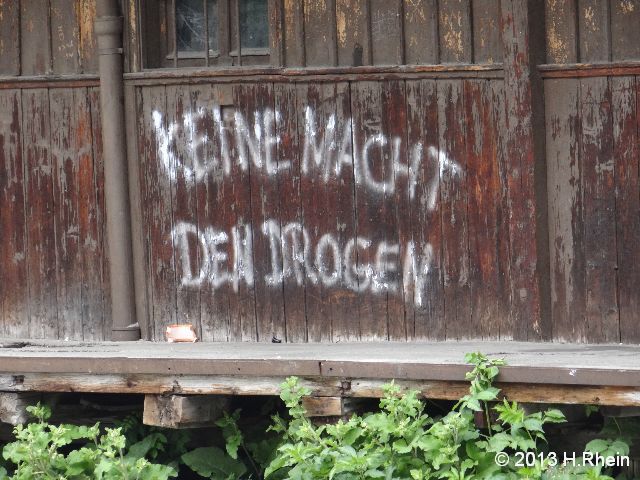 KEINE MACHT
DEN DROGEN
© 2013 H.Rhein